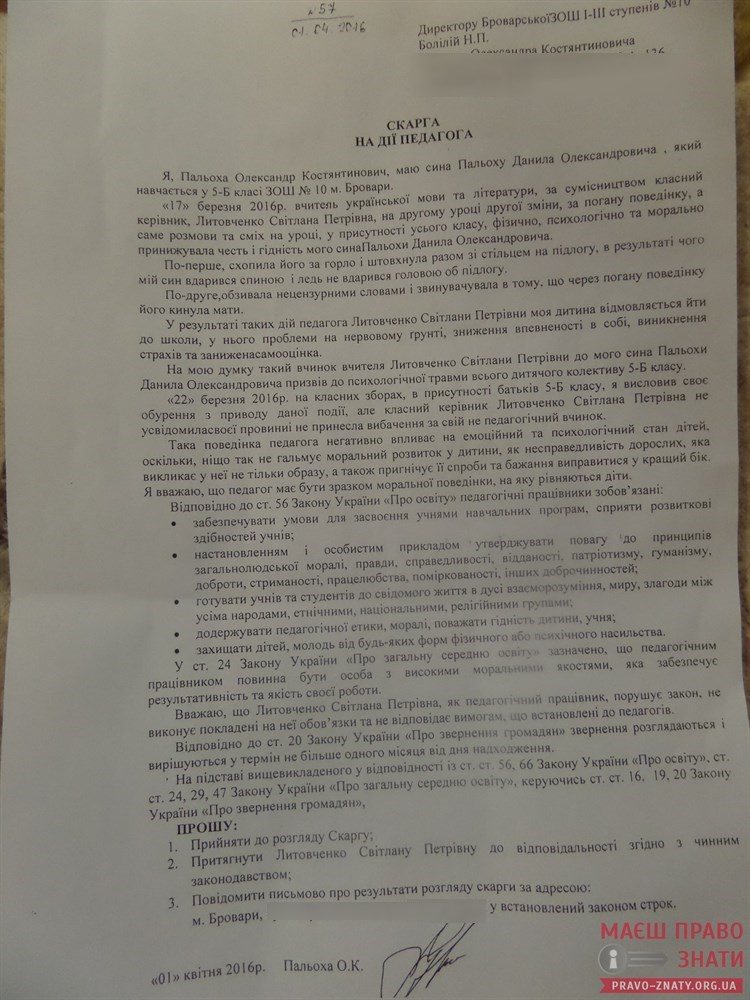 №57
01.04.2016
Директору БроварськоїЗОШ І-ІІІ ступенів №10
Болілій Н.П.
Олександра Костянтиновича
СКАРГА
НА ДІЇ ПЕДАГОГА
Я, Пальоха Олександр Костянтинович, маю сина Пальоху Данила Олександровича , який
навчається у 5-Б класі ЗОШ № 10 м. Бровари.
«17» березня 2016р. вчитель української мови та літератури, за сумісництвом класний
керівник, Литовченко Світлана Петрівна, на другому уроці другої зміни, за погану поведінку, а
саме розмови та сміх на уроці, у присутності усього класу, фізично, психологічно та морально
принижувала честь і гідність мого синаПальохи Данила Олександровича.
По-перше, схопила його за горло і штовхнула разом зі стільцем на підлогу, в результаті чого
мій син вдарився спиною і ледь не вдарився головою об підлогу.
По-друге,обзивала нецензурними словами і звинувачувала в тому, що через погану поведінку
його кинула мати.
У результаті таких дій педагога Литовченко Світлани Петрівни моя дитина відмовляється йти
до школи, у нього проблеми на нервовому ґрунті, зниження впевненості в собі, виникнення
страхів та заниженасамооцінка.
На мою думку такий вчинок вчителя Литовченко Світлани Петрівни до мого сина Пальохи
Данила Олександровича призвів до психологічної травми всього дитячого колективу 5-Б класу.
«22» березня 2016р. на класних зборах, в присутності батьків 5-Б класу, я висловив своє
обурення з приводу даної події, але класний керівник Литовченко Світлана Петрівна не
усвідомиласвоєї провиниі не принесла вибачення за свій не педагогічний вчинок.
Така поведінка педагога негативно впливає на емоційний та психологічний стан дітей,
оскільки, ніщо так не гальмує моральний розвиток у дитини, як несправедливість дорослих, яка
викликає у неї не тільки образу, а також пригнічує її спроби та бажання виправитися у кращий бік.
Я вважаю, що педагог має бути зразком моральної поведінки, на яку рівняються діти.
Відповідно до ст. 56 Закону України «Про освіту» педагогічні працівники зобов’язані:
• забезпечувати умови для засвоєння учнями навчальних програм, сприяти розвиткові
здібностей учнів;
• настановленням і особистим прикладом утверджувати повагу до принципів
загальнолюдської моралі, правди, справедливості, відданості, патріотизму, гуманізму,
доброти, стриманості, працелюбства, поміркованості, інших доброчинностей;
• готувати учнів та студентів до свідомого життя в дусі взаєморозуміння, миру, злагоди між
усіма народами, етнічними, національними, релігійними групами;
• додержувати педагогічної етики, моралі, поважати гідність дитини, учня;
• захищати дітей, молодь від будь-яких форм фізичного або психічного насильства.
У ст. 24 Закону України «Про загальну середню освіту» зазначено, що педагогічним
працівником повинна бути особа з високими моральними якостями, яка забезпечує
результативність та якість своєї роботи.
Вважаю, що Литовченко Світлана Петрівна, як педагогічний працівник, порушує закон, не
виконує покладені на неї обов’язки та не відповідає вимогам, що встановлені до педагогів.
Відповідно до ст. 20 Закону України «Про звернення громадян» звернення розглядаються і
вирішуються у термін не більше одного місяця від дня надходження.
На підставі вищевикладеного у відповідності із ст. ст. 56, 66 Закону України «Про освіту», ст.
ст. 24, 29, 47 Закону України «Про загальну середню освіту», керуючись ст. ст. 16, 19, 20 Закону
України «Про звернення громадян»,
ПРОШУ:
1. Прийняти до розгляду Скаргу;
2. Притягнути Литовченко Світлану Петрівну до відповідальності згідно з чинним
законодавством;
3. Повідомити письмово про результати розгляду скарги за адресою:
м. Бровари, у встановлений законом строк.
«01» квітня 2016р. Пальоха О.К.
МАЄШ ПРАВО
ЗНАТИ
PRAVO-ZNATY.ORG.UA